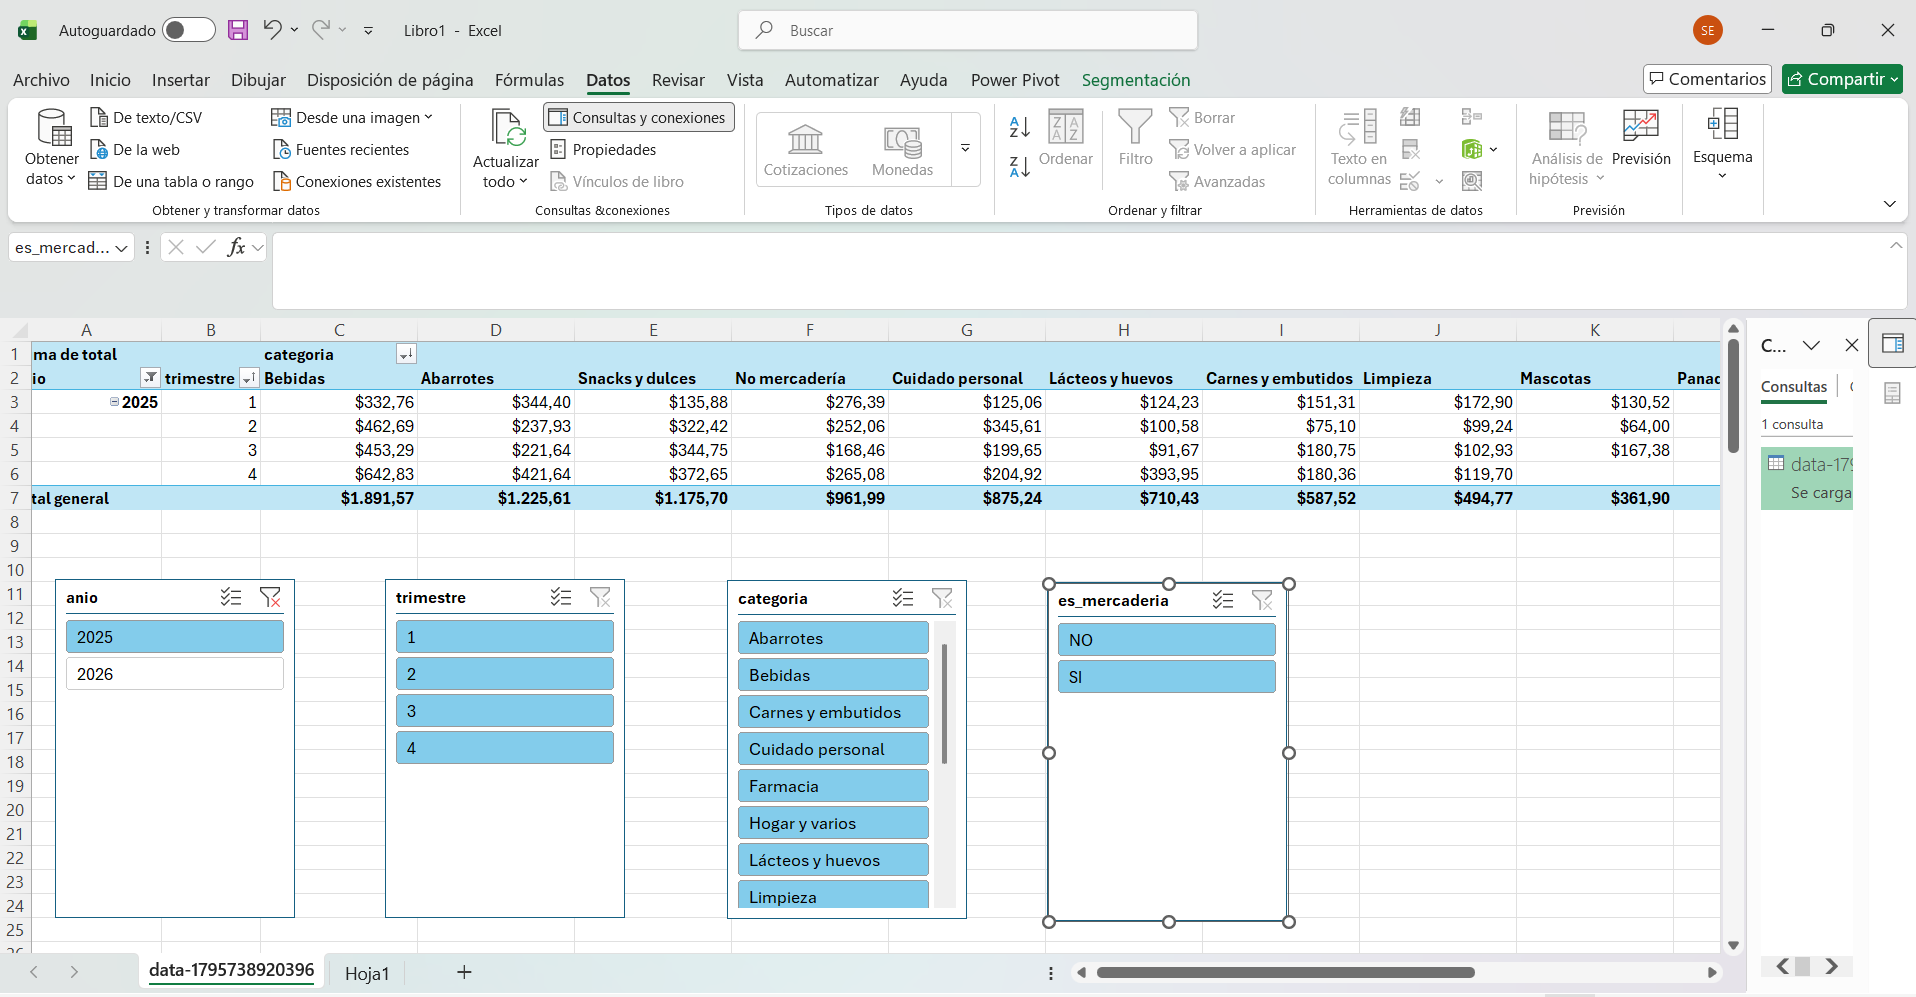 Autoguardado
Libro1 - Excel
Buscar
SE
Archivo Inicio Insertar Dibujar Disposición de página Fórmulas Datos Revisar Vista Automatizar Ayuda Power Pivot Segmentación
Comentarios
Compartir
Obtener datos
De texto/CSV
De la web
De una tabla o rango
Desde una imagen
Fuentes recientes
Conexiones existentes
Obtener y transformar datos
Actualizar todo
Consultas y conexiones
Propiedades
Vínculos de libro
Consultas &conexiones
Cotizaciones
Monedas
Tipos de datos
Ordenar
Filtro
Borrar
Volver a aplicar
Avanzadas
Ordenar y filtrar
Texto en columnas
Herramientas de datos
Análisis de hipótesis
Previsión
Previsión
Esquema
es_mercad...
fx
A B C D E F G H I J K
1 ma de total categoria
2 io trimestre Bebidas Abarrotes Snacks y dulces No mercadería Cuidado personal Lácteos y huevos Carnes y embutidos Limpieza Mascotas Panac
3 2025 1 $332,76 $344,40 $135,88 $276,39 $125,06 $124,23 $151,31 $172,90 $130,52
4 2 $462,69 $237,93 $322,42 $252,06 $345,61 $100,58 $75,10 $99,24 $64,00
5 3 $453,29 $221,64 $344,75 $168,46 $199,65 $91,67 $180,75 $102,93 $167,38
6 4 $642,83 $421,64 $372,65 $265,08 $204,92 $393,95 $180,36 $119,70
7 tal general $1.891,57 $1.225,61 $1.175,70 $961,99 $875,24 $710,43 $587,52 $494,77 $361,90
8
9
10
11
12
13
14
15
16
17
18
19
20
21
22
23
24
25
anio
2025
2026
trimestre
1
2
3
4
categoria
Abarrotes
Bebidas
Carnes y embutidos
Cuidado personal
Farmacia
Hogar y varios
Lácteos y huevos
Limpieza
es_mercaderia
NO
SI
C...
Consultas
1 consulta
data-179
Se carga
data-1795738920396
Hoja1